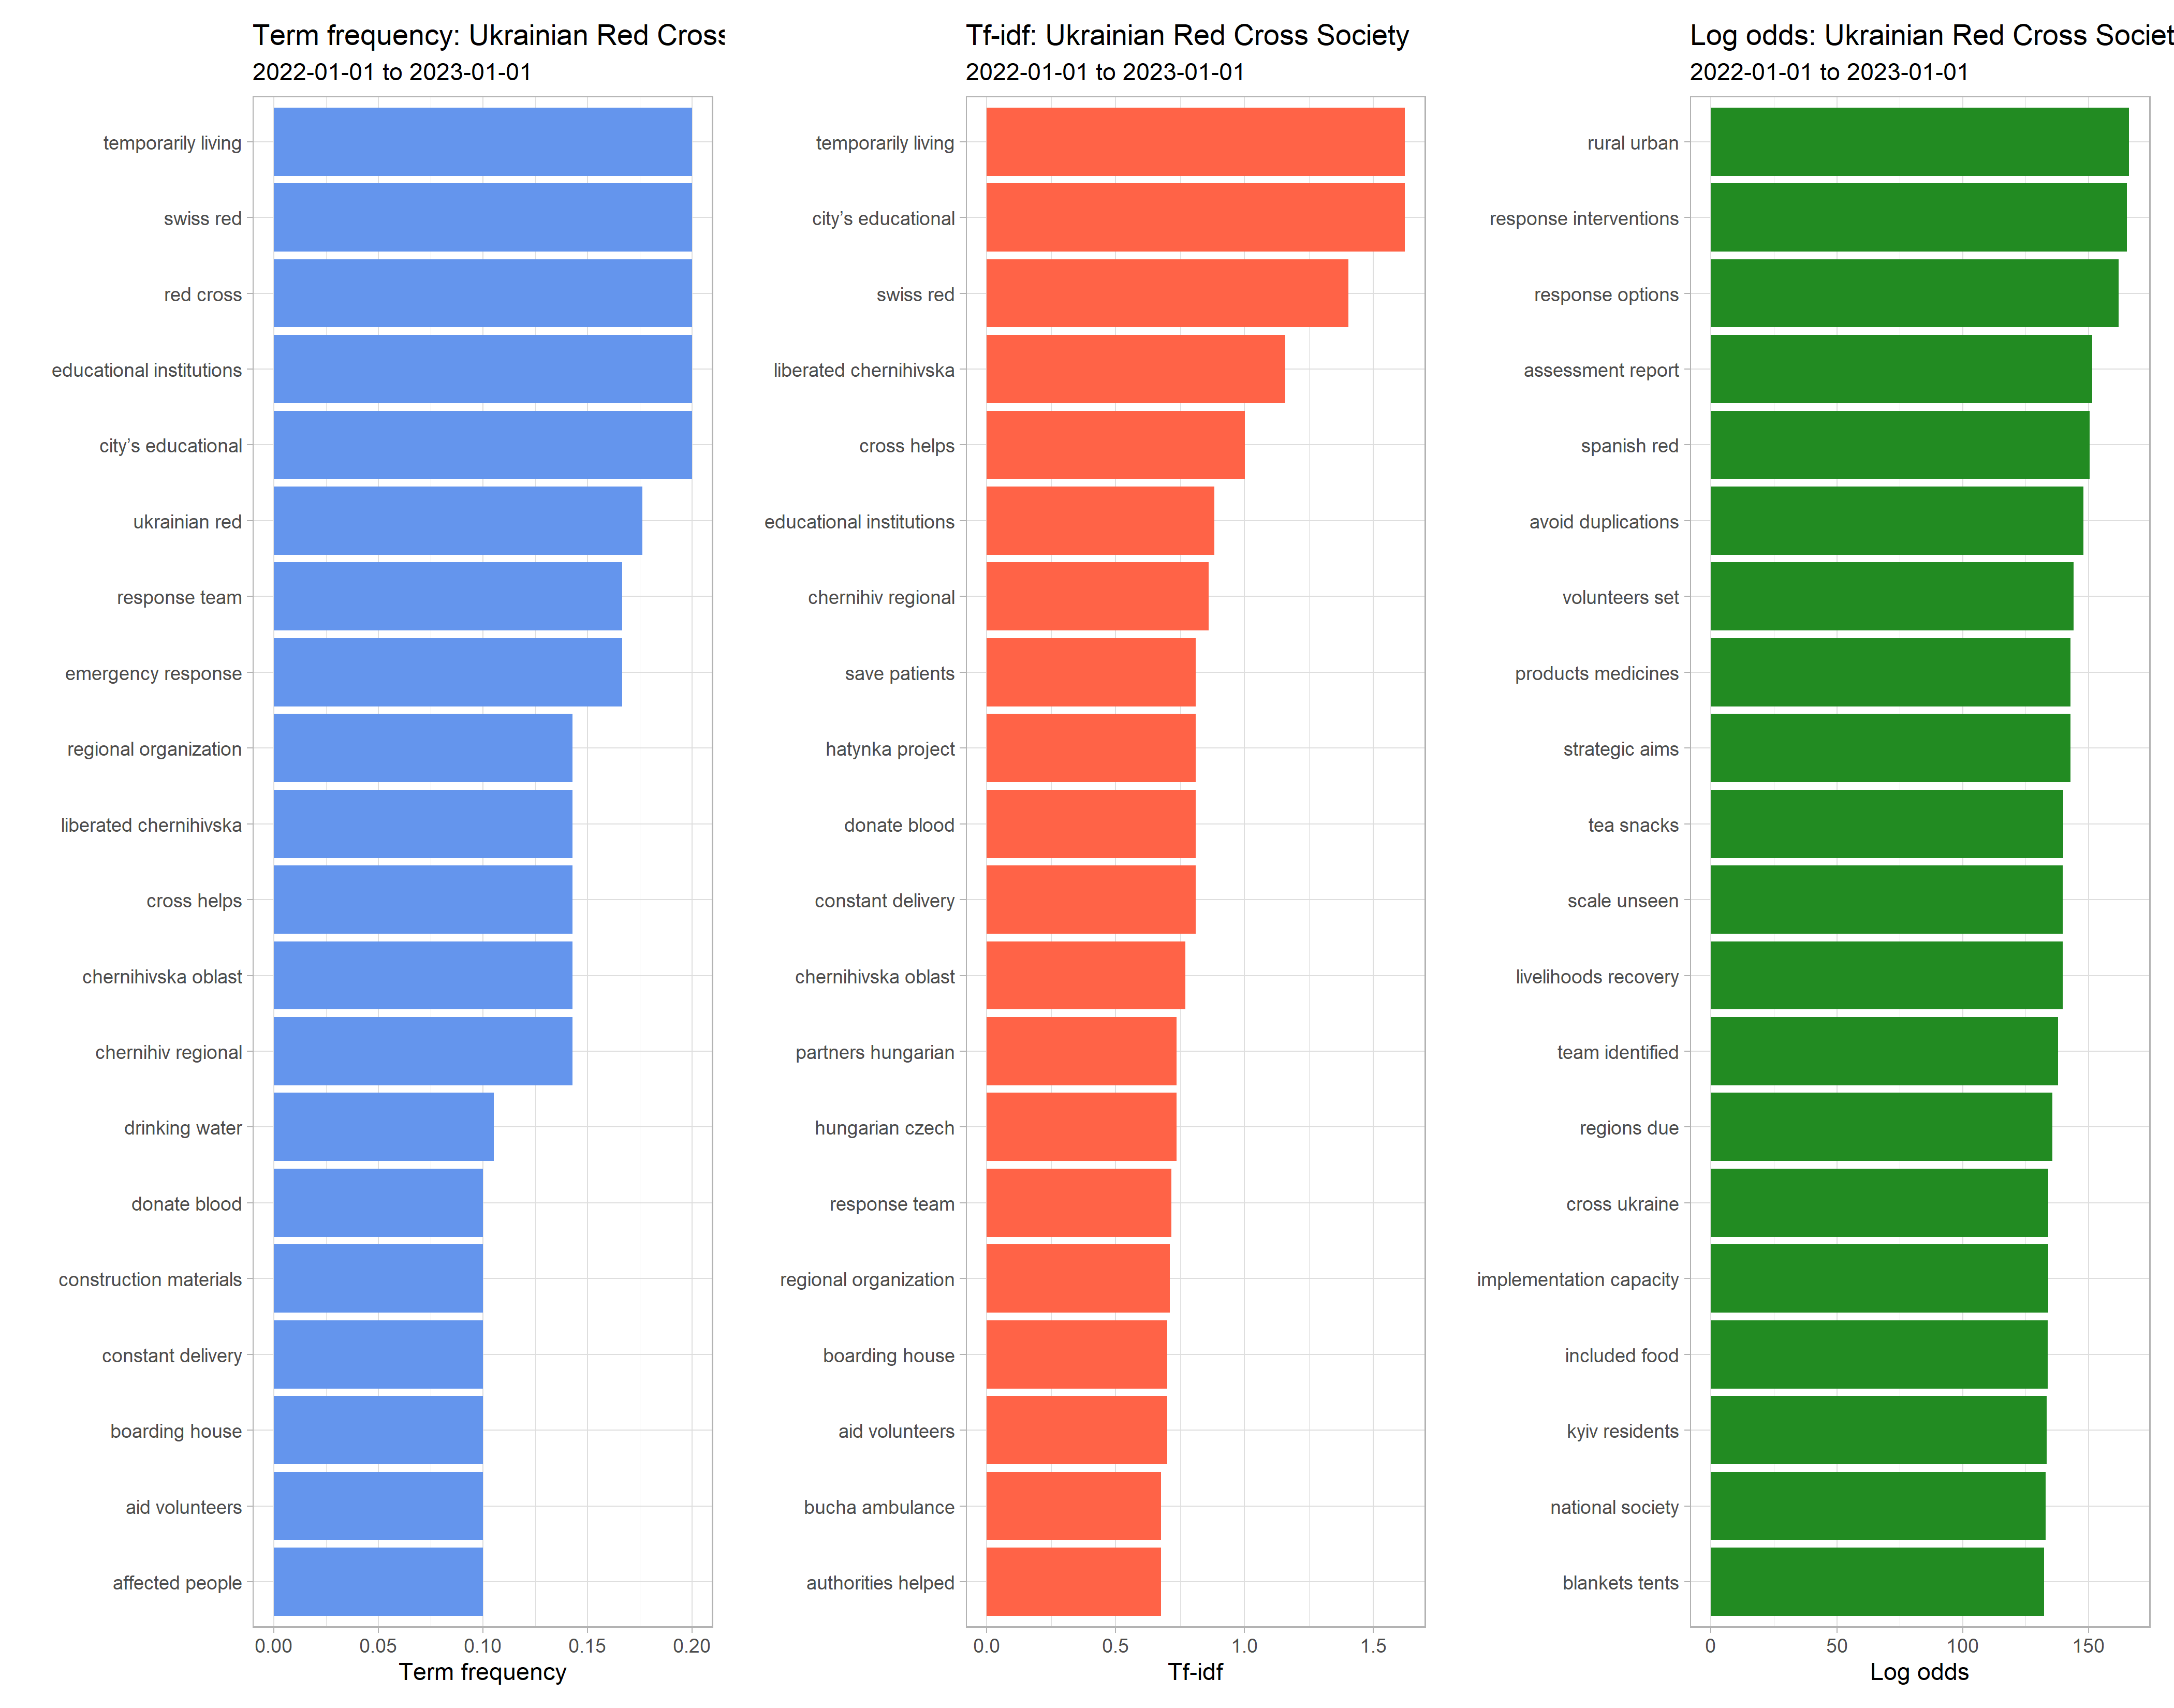 Term frequency: Ukrainian Red Cross
2022-01-01 to 2023-01-01
temporarily living
swiss red
red cross
educational institutions
city’s educational
ukrainian red
response team
emergency response
regional organization
liberated chernihivska
cross helps
chernihivska oblast
chernihiv regional
drinking water
donate blood
construction materials
constant delivery
boarding house
aid volunteers
affected people
0.00 0.05 0.10 0.15 0.20
Term frequency
Tf-idf: Ukrainian Red Cross Society
2022-01-01 to 2023-01-01
temporarily living
city’s educational
swiss red
liberated chernihivska
cross helps
educational institutions
chernihiv regional
save patients
hatynka project
donate blood
constant delivery
chernihivska oblast
partners hungarian
hungarian czech
response team
regional organization
boarding house
aid volunteers
bucha ambulance
authorities helped
0.0 0.5 1.0 1.5
Tf-idf
Log odds: Ukrainian Red Cross Societ
2022-01-01 to 2023-01-01
rural urban
response interventions
response options
assessment report
spanish red
avoid duplications
volunteers set
products medicines
strategic aims
tea snacks
scale unseen
livelihoods recovery
team identified
regions due
cross ukraine
implementation capacity
included food
kyiv residents
national society
blankets tents
0 50 100 150
Log odds